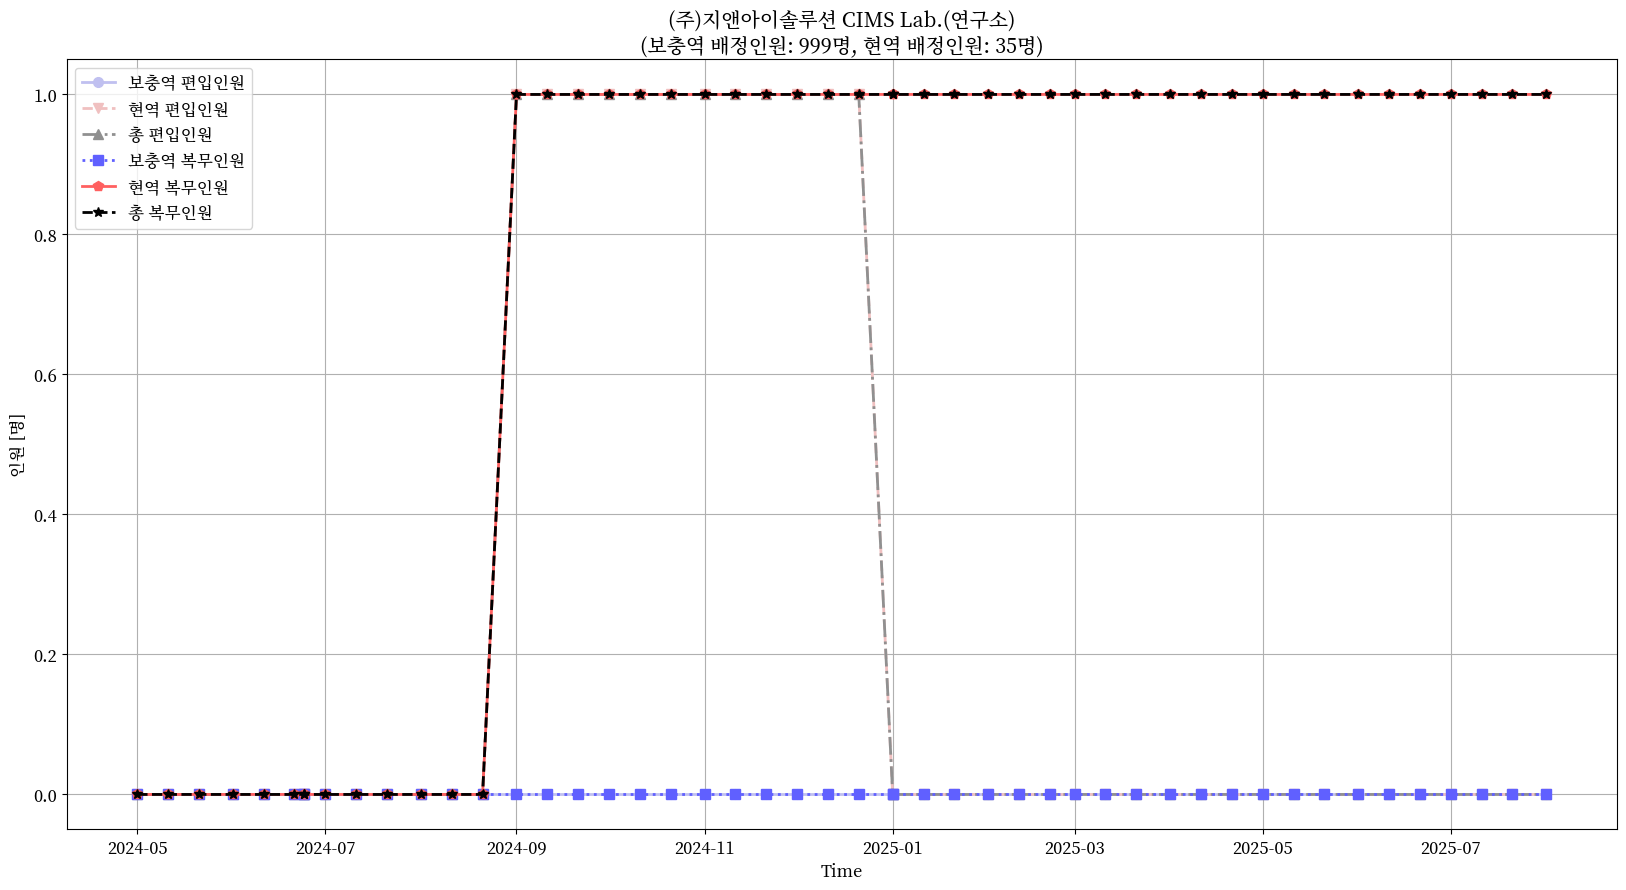 (주)지앤아이솔루션 CIMS Lab.(연구소)
(보충역 배정인원: 999명, 현역 배정인원: 35명)
보충역 편입인원
현역 편입인원
총 편입인원
보충역 복무인원
현역 복무인원
총 복무인원
1.0
0.8
0.6
0.4
0.2
0.0
인원 [명]
2024-05 2024-07 2024-09 2024-11 2025-01 2025-03 2025-05 2025-07
Time